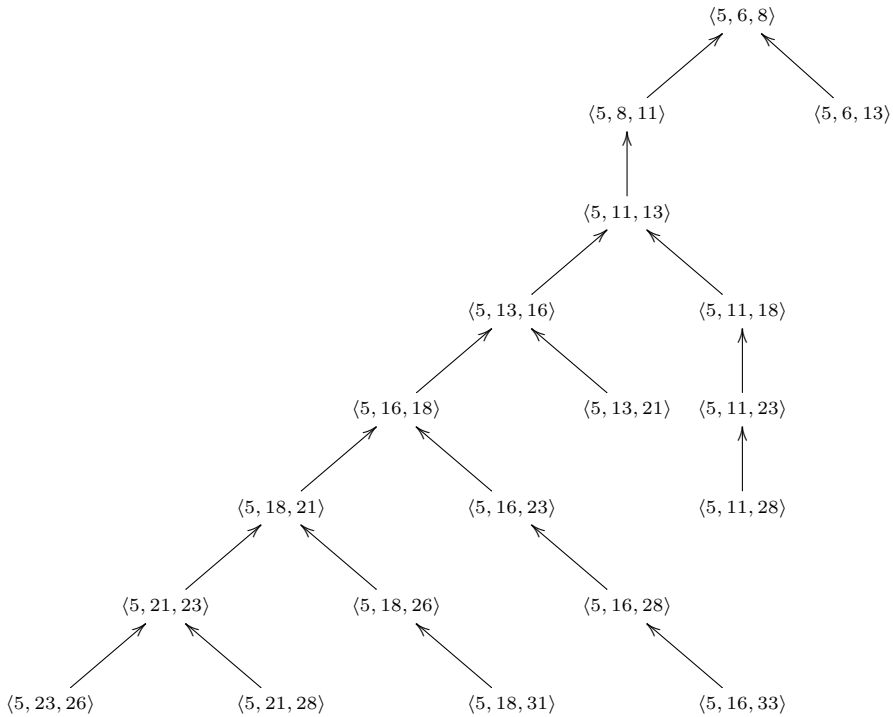 ⟨5, 6, 8⟩
⟨5, 8, 11⟩ ⟨5, 6, 13⟩
⟨5, 11, 13⟩
⟨5, 13, 16⟩ ⟨5, 11, 18⟩
⟨5, 16, 18⟩ ⟨5, 13, 21⟩ ⟨5, 11, 23⟩
⟨5, 18, 21⟩ ⟨5, 16, 23⟩ ⟨5, 11, 28⟩
⟨5, 21, 23⟩ ⟨5, 18, 26⟩ ⟨5, 16, 28⟩
⟨5, 23, 26⟩ ⟨5, 21, 28⟩ ⟨5, 18, 31⟩ ⟨5, 16, 33⟩